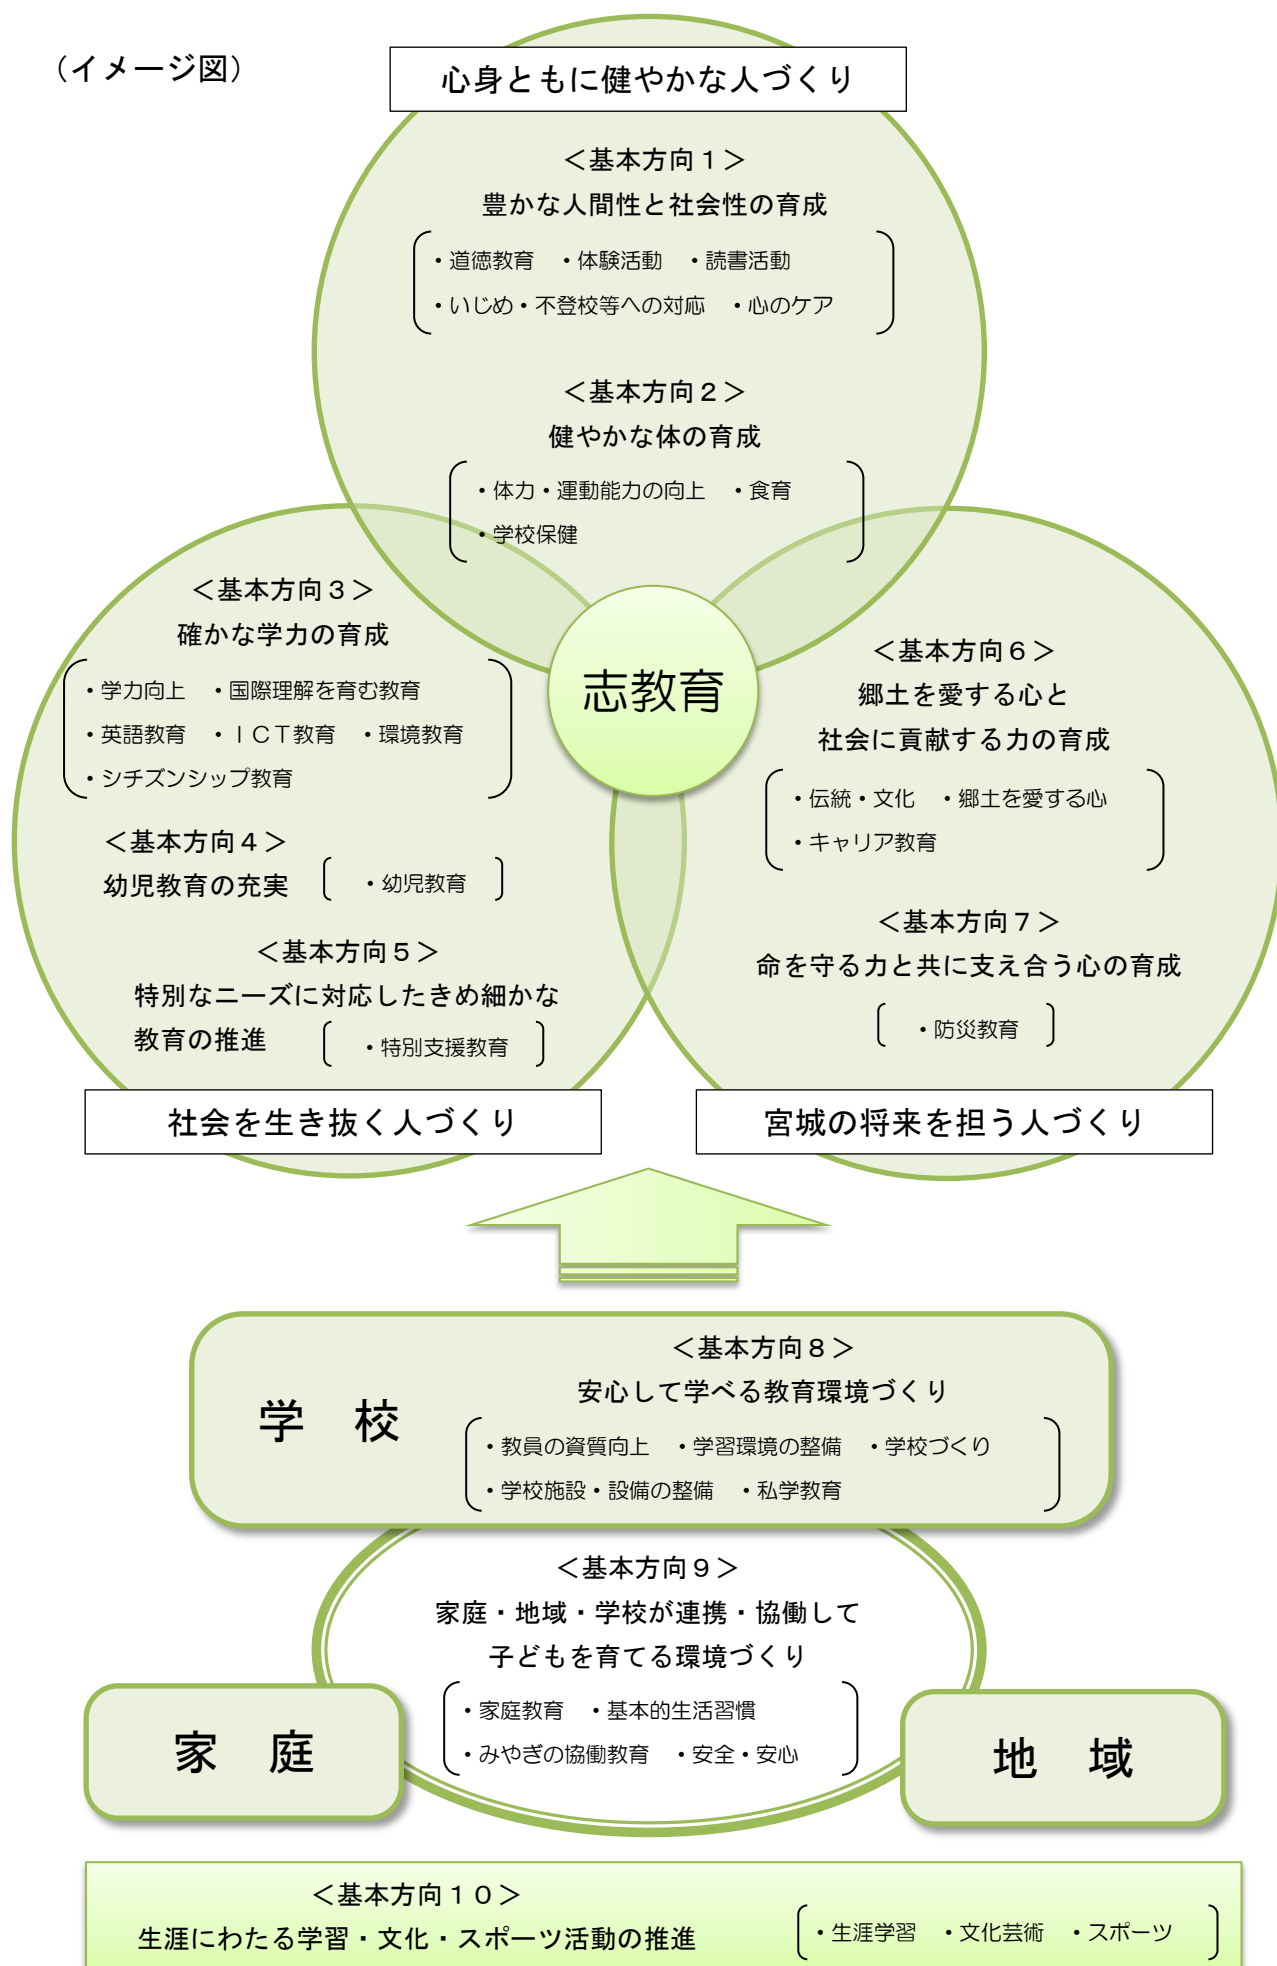 （イメージ図）
心身ともに健やかな人づくり
＜基本方向１＞
豊かな人間性と社会性の育成
・道徳教育　・体験活動　・読書活動
・いじめ・不登校等への対応　・心のケア
＜基本方向２＞
健やかな体の育成
・体力・運動能力の向上　・食育
・学校保健
＜基本方向３＞
確かな学力の育成
・学力向上　・国際理解を育む教育
・英語教育　・ＩＣＴ教育　・環境教育
・シチズンシップ教育
＜基本方向４＞
幼児教育の充実　・幼児教育
＜基本方向５＞
特別なニーズに対応したきめ細かな
教育の推進　・特別支援教育
社会を生き抜く人づくり
志教育
＜基本方向６＞
郷土を愛する心と
社会に貢献する力の育成
・伝統・文化　・郷土を愛する心
・キャリア教育
＜基本方向７＞
命を守る力と共に支え合う心の育成
・防災教育
宮城の将来を担う人づくり
学　校
＜基本方向８＞
安心して学べる教育環境づくり
・教員の資質向上　・学習環境の整備　・学校づくり
・学校施設・設備の整備　・私学教育
＜基本方向９＞
家庭・地域・学校が連携・協働して
子どもを育てる環境づくり
・家庭教育　・基本的生活習慣
・みやぎの協働教育　・安全・安心
家　庭
地　域
＜基本方向１０＞
生涯にわたる学習・文化・スポーツ活動の推進　・生涯学習　・文化芸術　・スポーツ